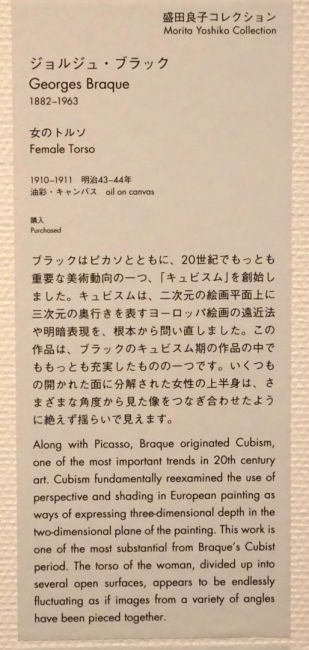 盛田良子コレクション
Morita Yoshiko Collection
ジョルジュ・ブラック
Georges Braque
1882–1963
女のトルソ
Female Torso
1910–1911　明治43–44年
油彩・キャンバス　oil on canvas
購入
Purchased
ブラックはピカソとともに、20世紀でもっとも
重要な美術動向の一つ、「キュビスム」を創始し
ました。キュビスムは、二次元の絵画平面上に
三次元の奥行きを表すヨーロッパ絵画の遠近法
や明暗表現を、根本から問い直しました。この
作品は、ブラックのキュビスム期の作品の中で
ももっとも充実したものの一つです。いくつも
の開かれた面に分解された女性の上半身は、さ
まざまな角度から見た像をつなぎ合わせたよう
に絶えず揺らいで見えます。
Along with Picasso, Braque originated Cubism,
one of the most important trends in 20th century
art. Cubism fundamentally reexamined the use of
perspective and shading in European painting as
ways of expressing three-dimensional depth in the
two-dimensional plane of the painting. This work is
one of the most substantial from Braque's Cubist
period. The torso of the woman, divided up into
several open surfaces, appears to be endlessly
fluctuating as if images from a variety of angles
have been pieced together.